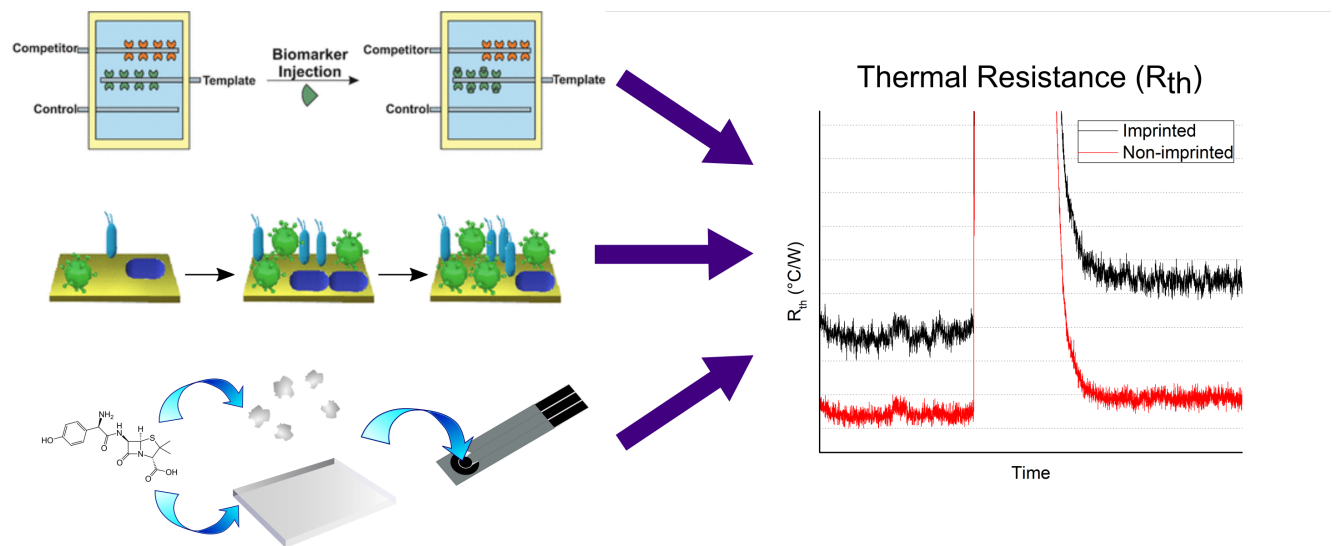 Competitor
Template
Control
Biomarker
Injection
Competitor
Template
Control
Thermal Resistance (Rth)
Imprinted
Non-imprinted
Rth (°C/W)
Time
NH2
HO
O
H
N
H
S
O
N
O
OH